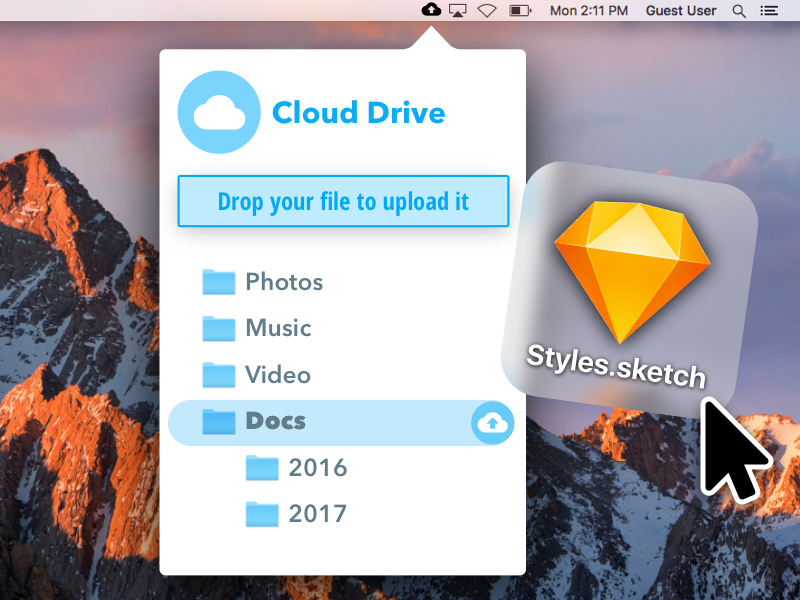 Mon 2:11 PM Guest User
Cloud Drive
Drop your file to upload it
Photos
Music
Video
Docs
2016
2017
Styles.sketch